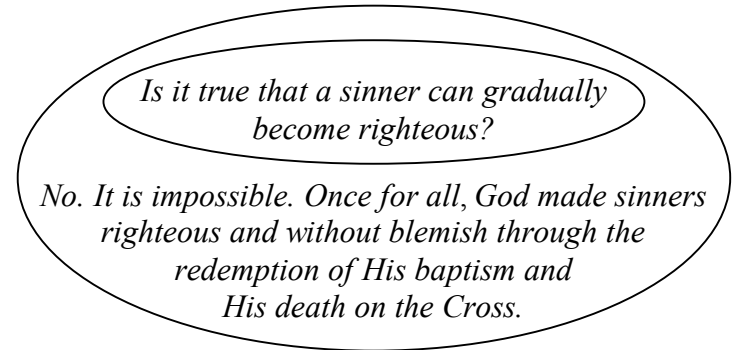 Is it true that a sinner can gradually
become righteous?
No. It is impossible. Once for all, God made sinners
righteous and without blemish through the
redemption of His baptism and
His death on the Cross.